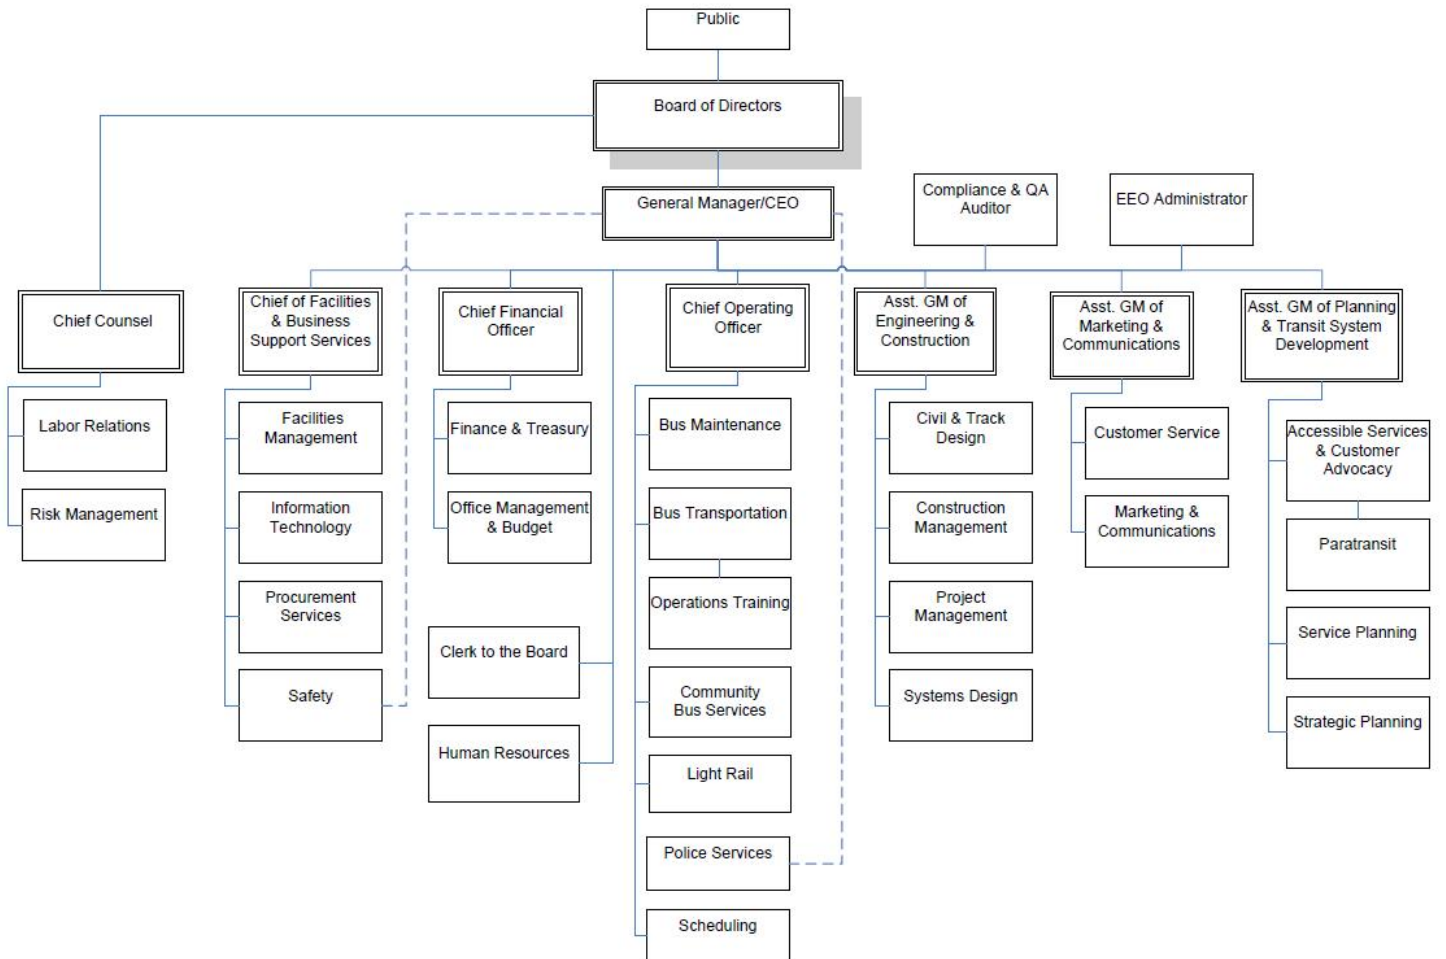 Public
Board of Directors
General Manager/CEO
Compliance & QA
Auditor
EEO Administrator
Chief Counsel
Labor Relations
Risk Management
Chief of Facilities
& Business
Support Services
Facilities
Management
Information
Technology
Procurement
Services
Safety
Chief Financial
Officer
Finance & Treasury
Office Management
& Budget
Clerk to the Board
Human Resources
Chief Operating
Officer
Bus Maintenance
Bus Transportation
Operations Training
Community
Bus Services
Light Rail
Police Services
Scheduling
Asst. GM of
Engineering &
Construction
Civil & Track
Design
Construction
Management
Project
Management
Systems Design
Asst. GM of
Marketing &
Communications
Customer Service
Marketing &
Communications
Asst. GM of Planning
& Transit System
Development
Accessible Services
& Customer
Advocacy
Paratransit
Service Planning
Strategic Planning